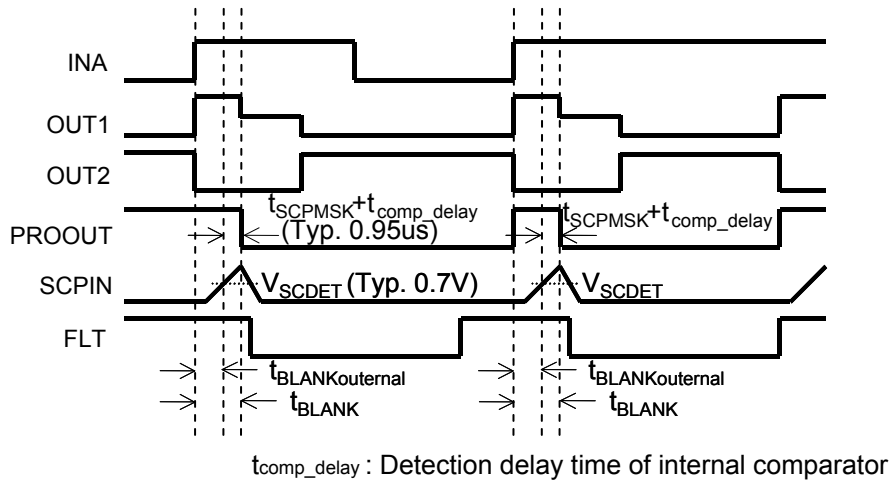 INA
OUT1
OUT2
tSCPMSK+tcomp_delay
(Typ. 0.95us)
tSCPMSK+tcomp_delay
PROOUT
SCPIN
VSCDET (Typ. 0.7V)
VSCDET
FLT
tBLANKouternal
tBLANKouternal
tBLANK
tBLANK
tcomp_delay : Detection delay time of internal comparator